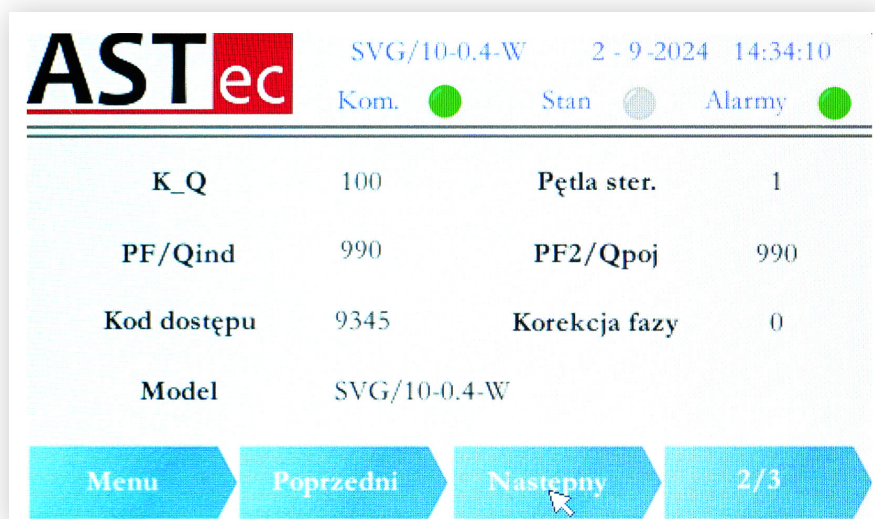 ASTec
SVG/10-0.4-W 2 - 9 -2024 14:34:10
Kom. Stan Alarmy
K_Q 100 Pętla ster. 1
PF/Qind 990 PF2/Qpoj 990
Kod dostępu 9345 Korekcja fazy 0
Model SVG/10-0.4-W
Menu Poprzedni Następny 2/3